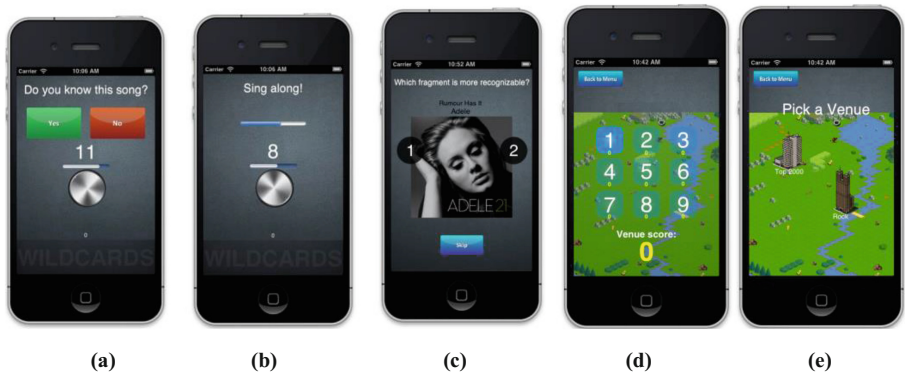 Carrier 10:06 AM
Do you know this song?
Yes No
11
0
WILDCARDS
(a)
Carrier 10:06 AM
Sing along!
8
0
WILDCARDS
(b)
Carrier 10:52 AM
Which fragment is more recognizable?
Rumour Has It
Adele
1 2
ADELE 21
Skip
(c)
Carrier 10:42 AM
Back to Menu
1 2 3
4 5 6
7 8 9
Venue score:
0
(d)
Carrier 10:42 AM
Back to Menu
Pick a Venue
Top 2000
Rock
(e)